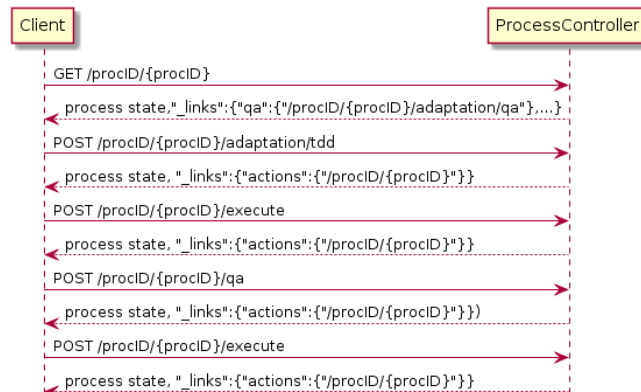 Client
ProcessController
GET /procID/{procID}
process state,"_links":{"qa":{"/procID/{procID}/adaptation/qa"},...}
POST /procID/{procID}/adaptation/tdd
process state, "_links":{"actions":{"/procID/{procID}"}}
POST /procID/{procID}/execute
process state, "_links":{"actions":{"/procID/{procID}"}}
POST /procID/{procID}/qa
process state, "_links":{"actions":{"/procID/{procID}"}})
POST /procID/{procID}/execute
process state, "_links":{"actions":{"/procID/{procID}"}}